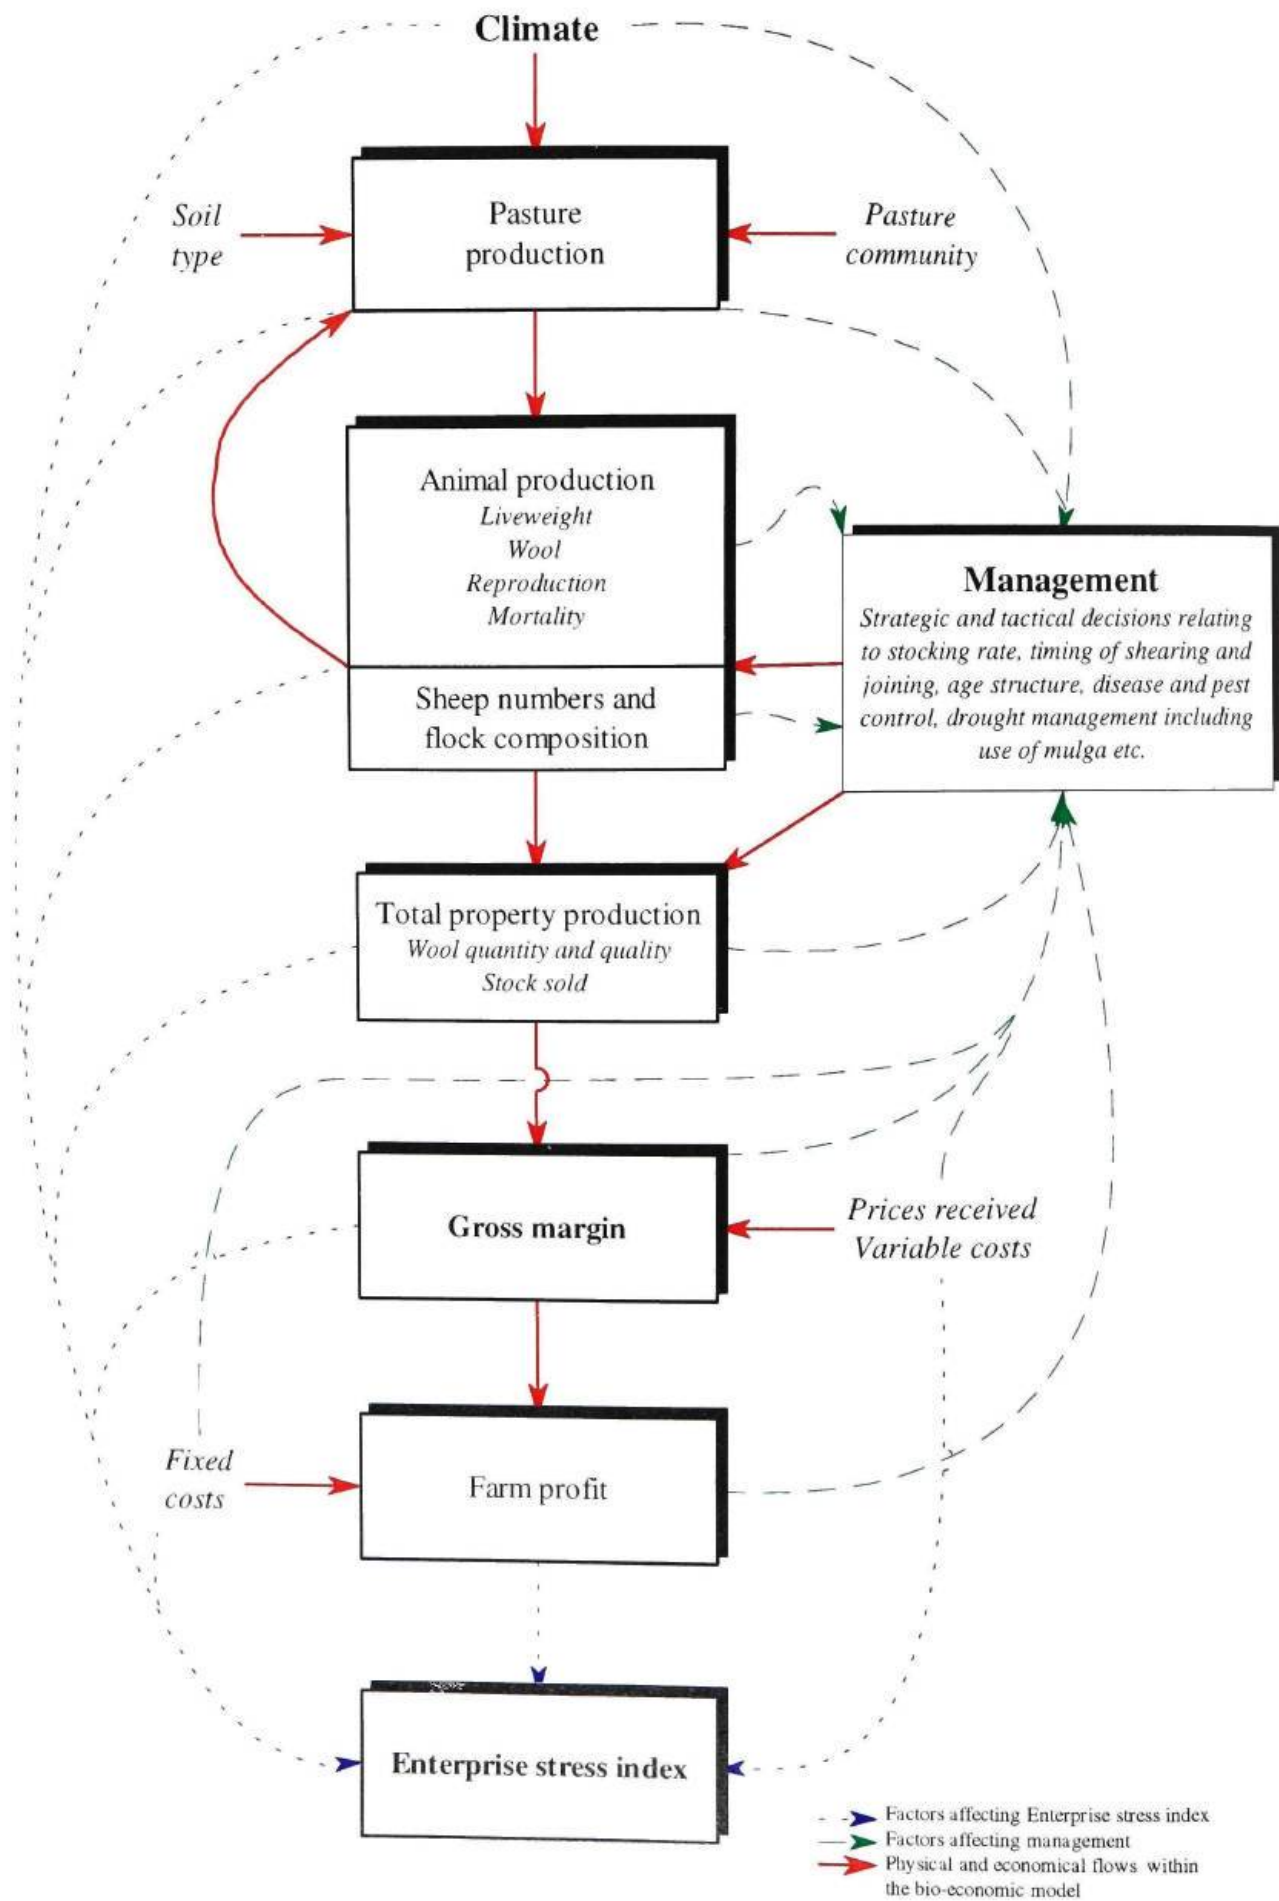 Climate
Soil
type
Pasture
production
Pasture
community
Animal production
Liveweight
Wool
Reproduction
Mortality
Sheep numbers and
flock composition
Management
Strategic and tactical decisions relating
to stocking rate, timing of shearing and
joining, age structure, disease and pest
control, drought management including
use of mulga etc.
Total property production
Wool quantity and quality
Stock sold
Gross margin
Prices received
Variable costs
Fixed
costs
Farm profit
Enterprise stress index
Factors affecting Enterprise stress index
Factors affecting management
Physical and economical flows within
the bio-economic model